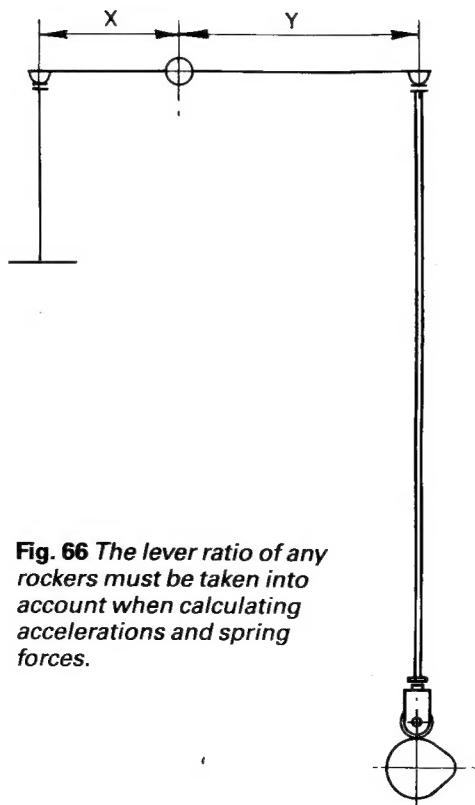 X Y
Fig. 66 The lever ratio of any
rockers must be taken into
account when calculating
accelerations and spring
forces.